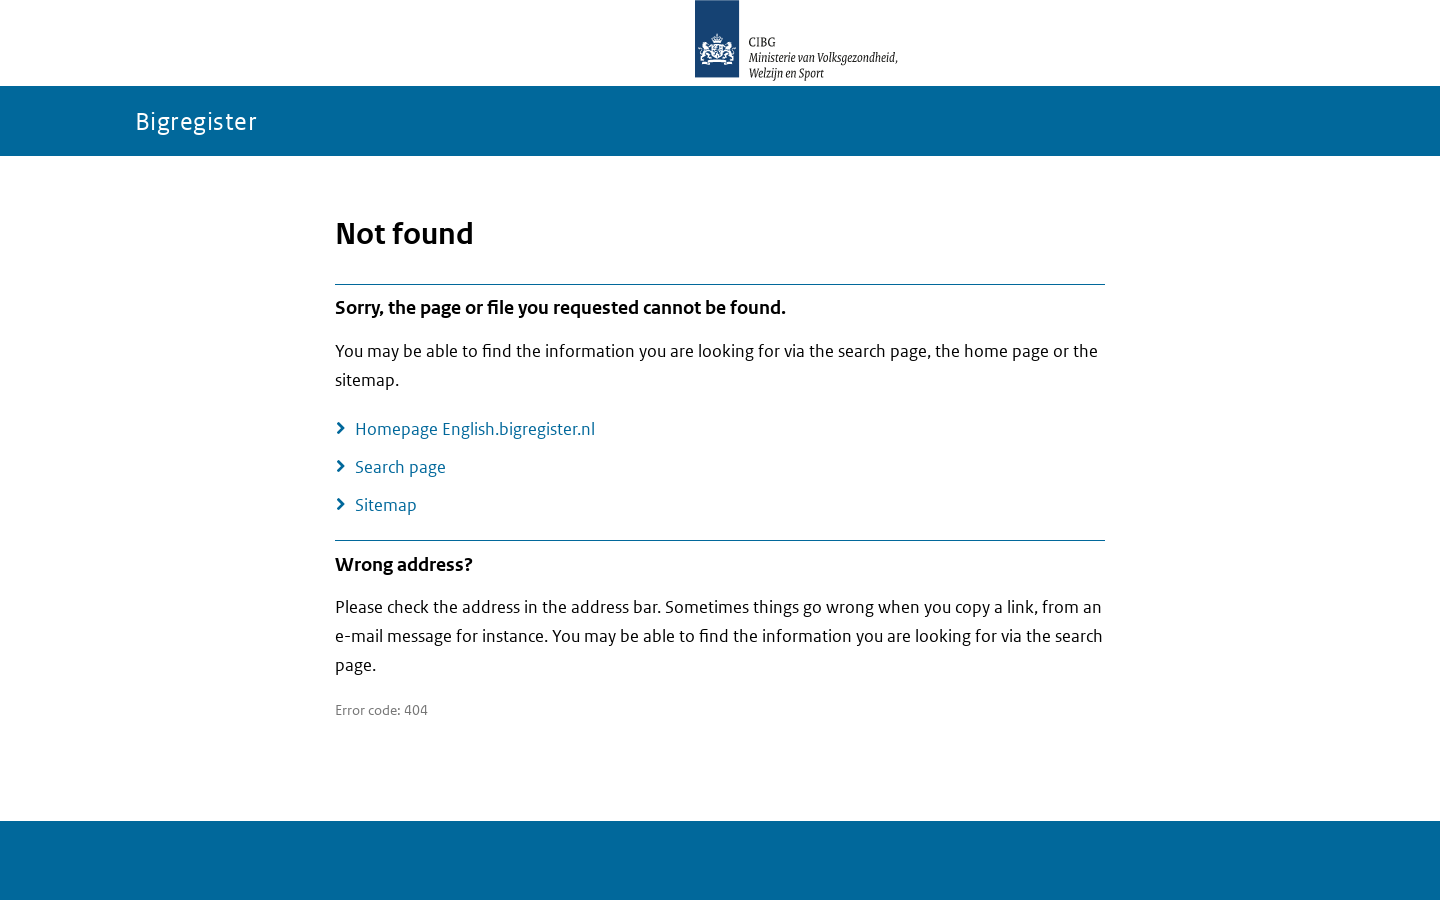 CIBG
Ministerie van Volksgezondheid,
Welzijn en Sport
Bigregister
Not found
Sorry, the page or file you requested cannot be found.
You may be able to find the information you are looking for via the search page, the home page or the
sitemap.
Homepage English.bigregister.nl
Search page
Sitemap
Wrong address?
Please check the address in the address bar. Sometimes things go wrong when you copy a link, from an
e-mail message for instance. You may be able to find the information you are looking for via the search
page.
Error code: 404